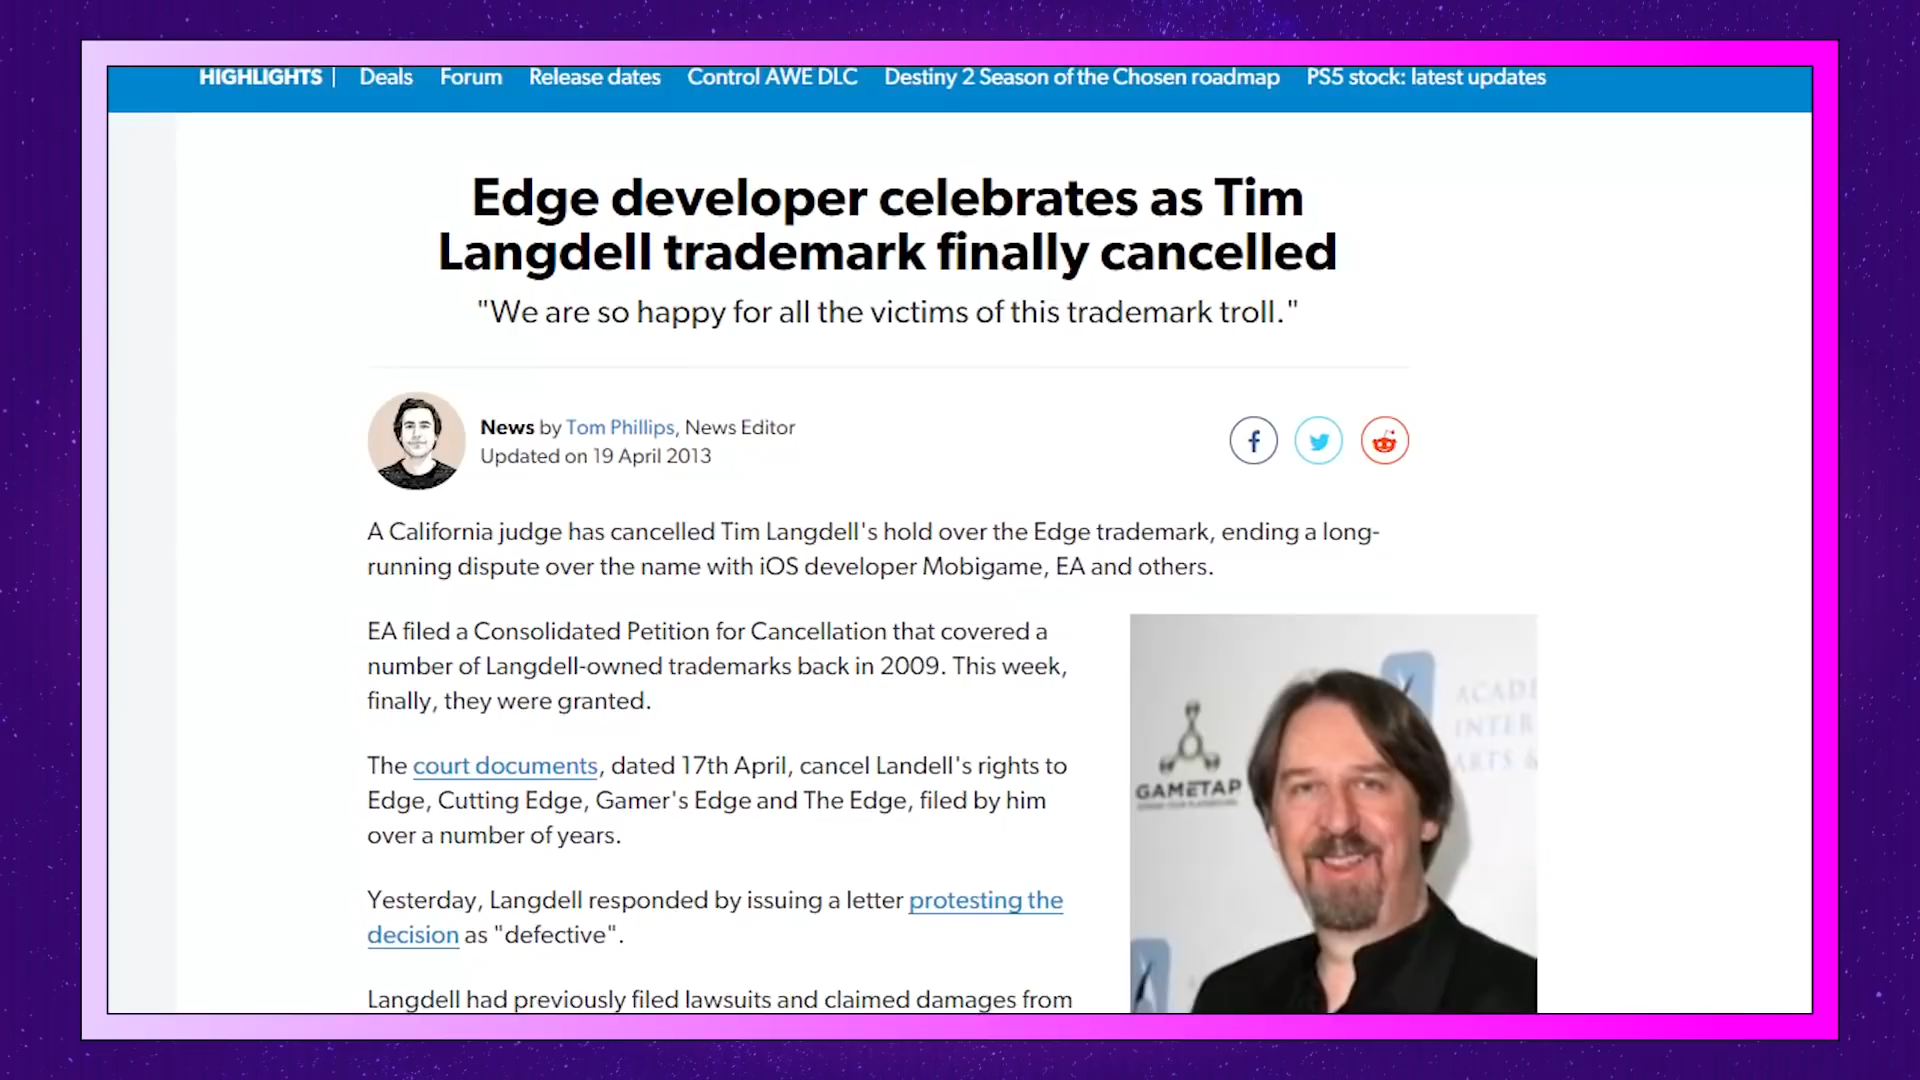 HIGHLIGHTS | Deals Forum Release dates Control AWE DLC Destiny 2 Season of the Chosen roadmap PS5 stock: latest updates
Edge developer celebrates as Tim
Langdell trademark finally cancelled
"We are so happy for all the victims of this trademark troll."
News by Tom Phillips, News Editor
Updated on 19 April 2013
A California judge has cancelled Tim Langdell's hold over the Edge trademark, ending a long-
running dispute over the name with iOS developer Mobigame, EA and others.
EA filed a Consolidated Petition for Cancellation that covered a
number of Langdell-owned trademarks back in 2009. This week,
finally, they were granted.
The court documents, dated 17th April, cancel Landell's rights to
Edge, Cutting Edge, Gamer's Edge and The Edge, filed by him
over a number of years.
Yesterday, Langdell responded by issuing a letter protesting the
decision as "defective".
Langdell had previously filed lawsuits and claimed damages from
GAMETAP
ACADE
INTER
ARTS &